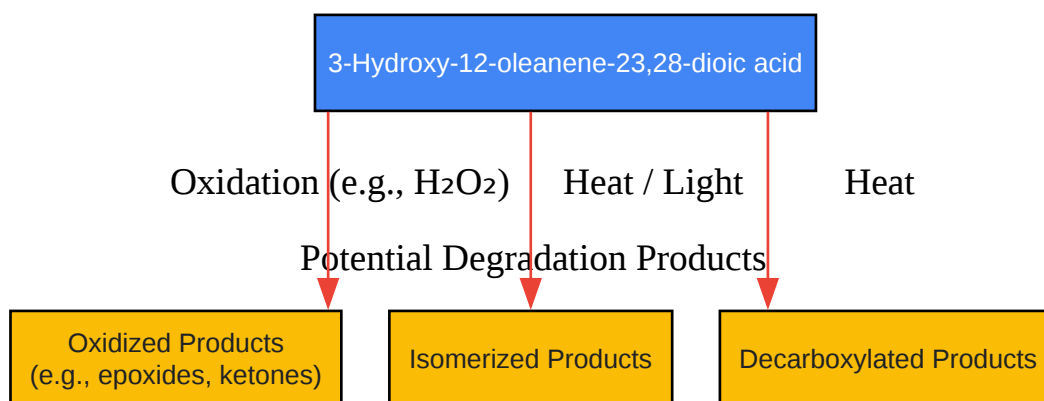 3-Hydroxy-12-oleanene-23,28-dioic acid
Oxidation (e.g., H₂O₂)
Heat / Light
Heat
Potential Degradation Products
Oxidized Products
(e.g., epoxides, ketones)
Isomerized Products
Decarboxylated Products